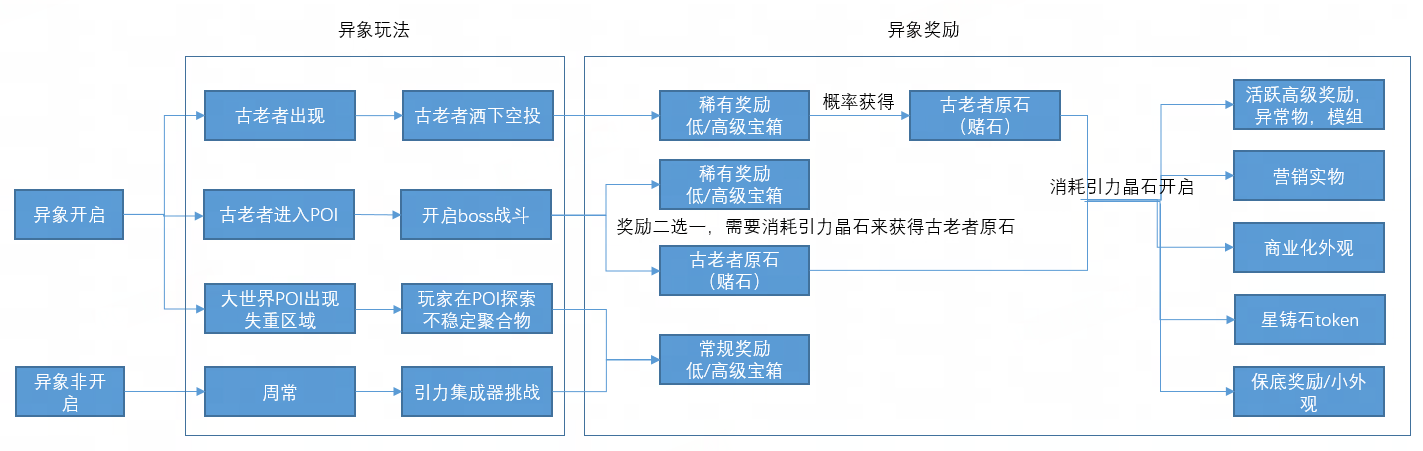 异象玩法
异象奖励
古老者出现
古老者洒下空投
稀有奖励
低/高级宝箱
概率获得
古老者原石
（赌石）
活跃高级奖励，
异常物，模组
异象开启
古老者进入POI
开启boss战斗
稀有奖励
低/高级宝箱
消耗引力晶石开启
营销实物
奖励二选一，需要消耗引力晶石来获得古老者原石
古老者原石
（赌石）
商业化外观
大世界POI出现
失重区域
玩家在POI探索
不稳定聚合物
星铸石token
常规奖励
低/高级宝箱
异象非开
启
周常
引力集成器挑战
保底奖励/小外
观